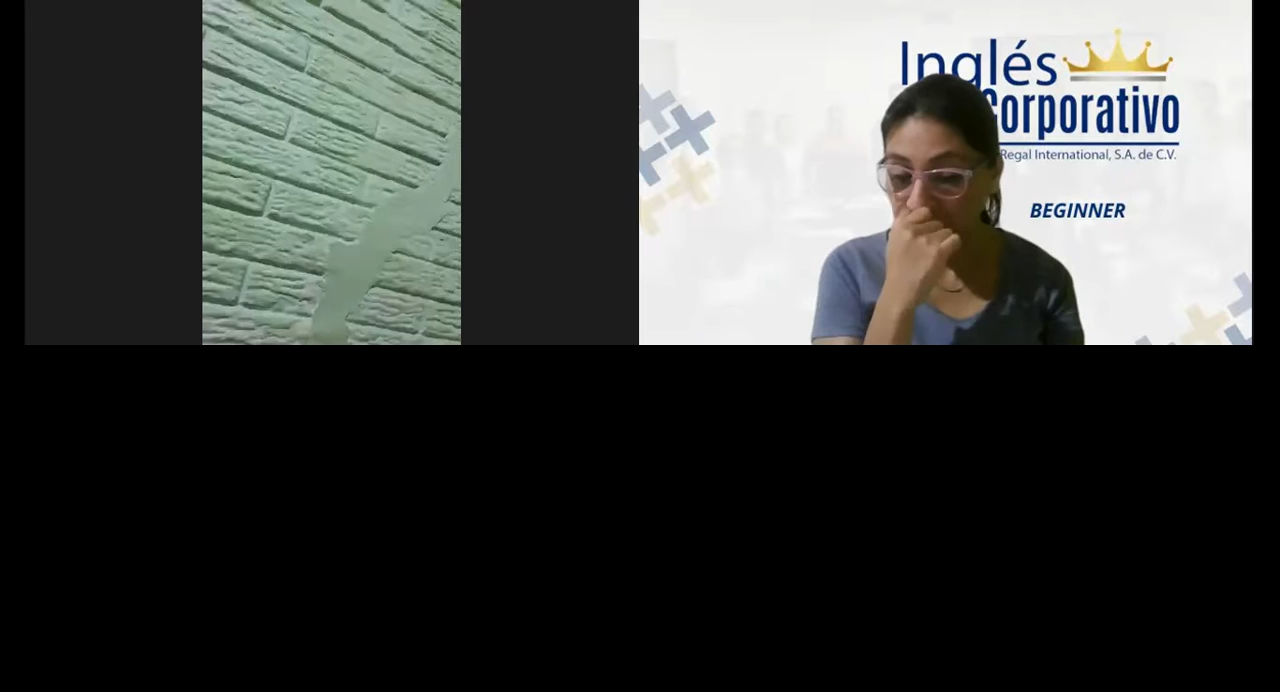 Inglés
Corporativo
Regal International, S.A. de C.V.
BEGINNER